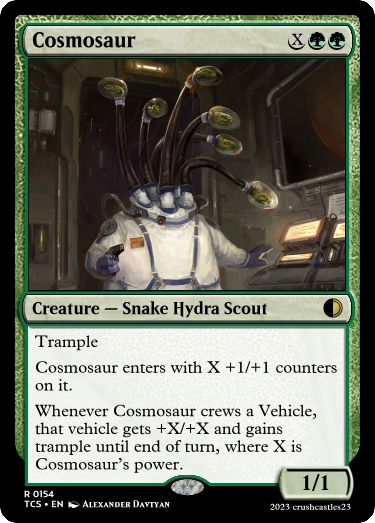 Cosmosaur
X
Creature — Snake Hydra Scout
Trample
Cosmosaur enters with X +1/+1 counters
on it.
Whenever Cosmosaur crews a Vehicle,
that vehicle gets +X/+X and gains
trample until end of turn, where X is
Cosmosaur's power.
1/1
R 0154
TCS • EN Alexander Davtyan
2023 crushcastles23